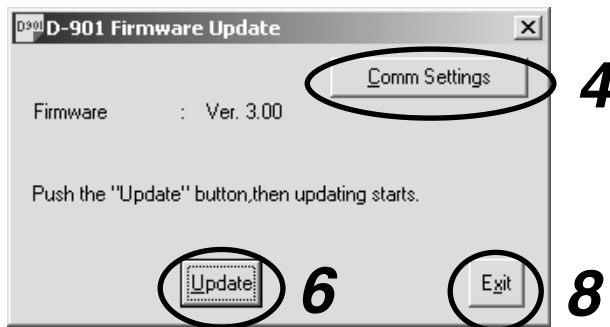 D901 D-901 Firmware Update
Comm Settings
4
Firmware : Ver. 3.00
Push the "Update" button,then updating starts.
Update 6 Exit 8